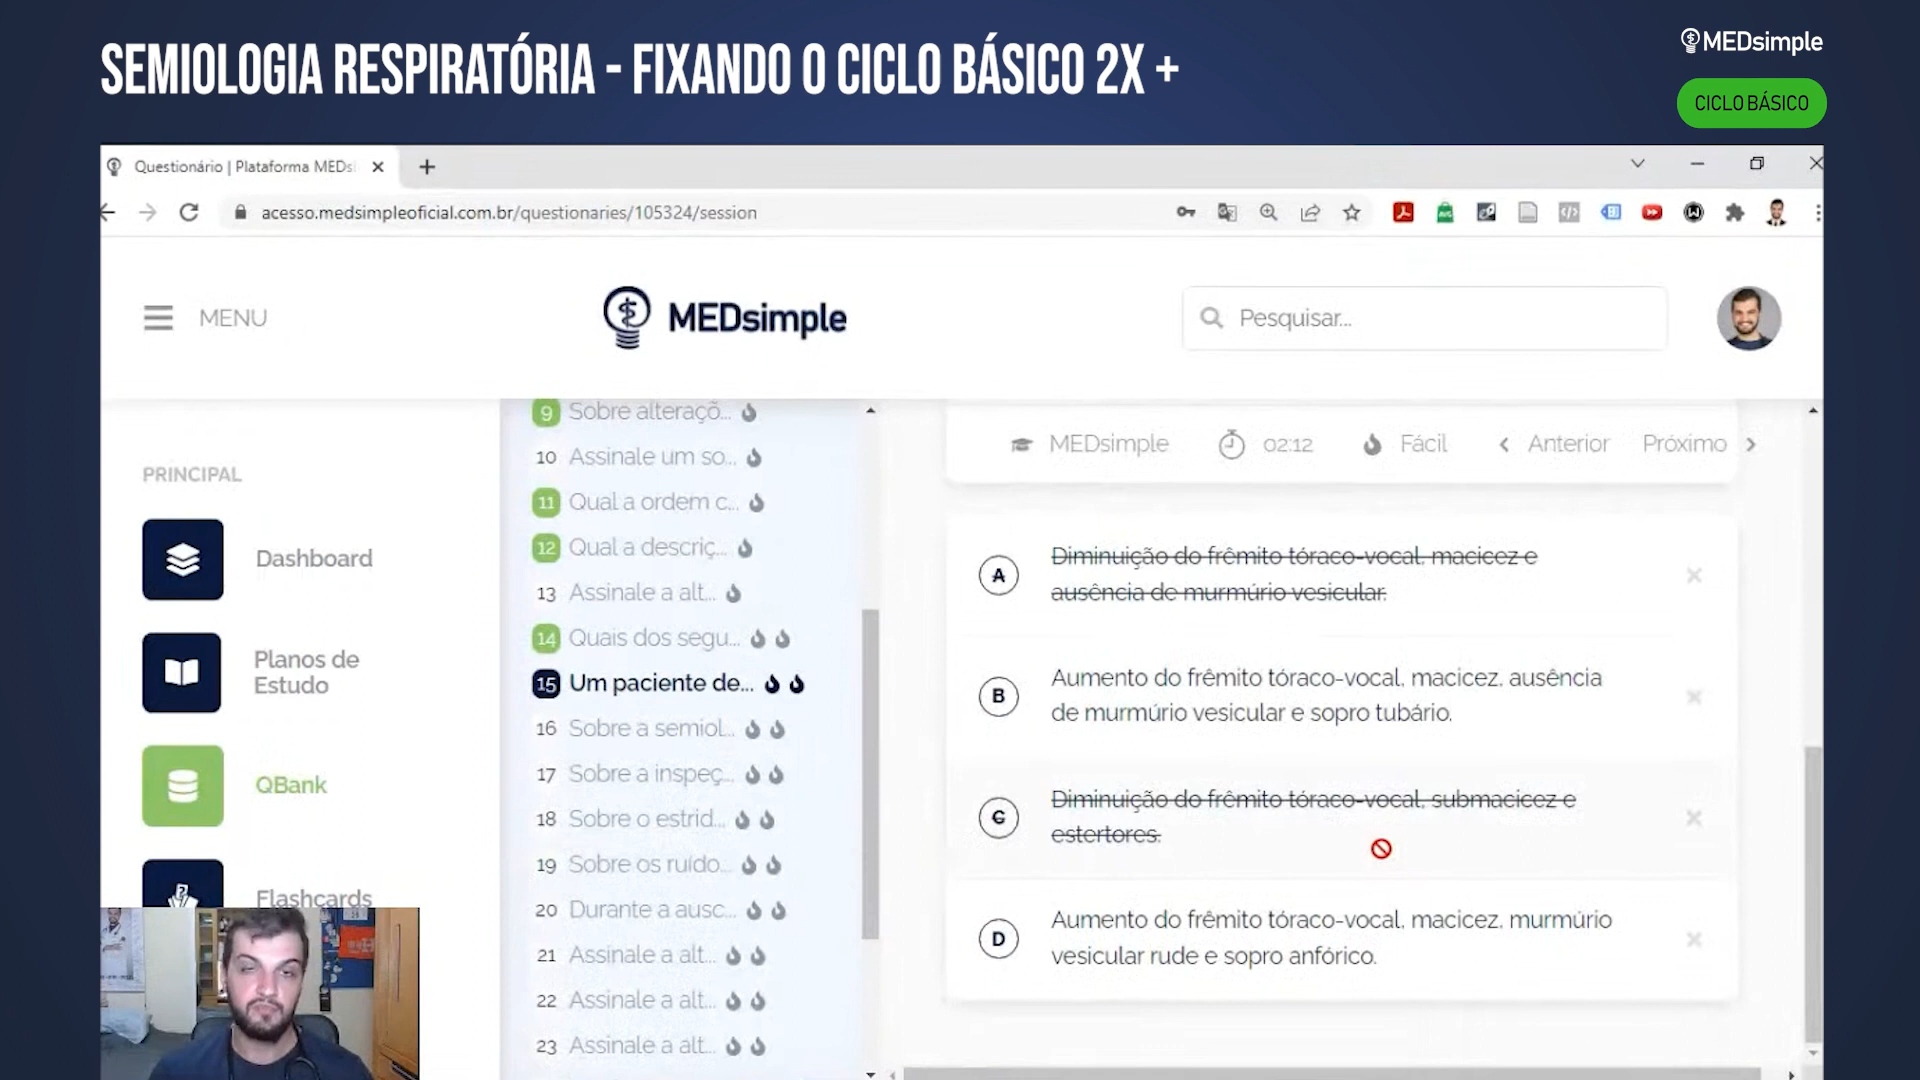 SEMIOLOGIA RESPIRATÓRIA - FIXANDO O CICLO BÁSICO 2X +
MEDsimple
CICLO BÁSICO
Questionário | Plataforma MEDs
acesso.medsimpleoficial.com.br/questionaries/105324/session
MENU
MEDsimple
Pesquisar...
PRINCIPAL
Dashboard
Planos de
Estudo
QBank
Flashcards
9 Sobre alteraçõ...
10 Assinale um so...
11 Qual a ordem c...
12 Qual a descriç...
13 Assinale a alt...
14 Quais dos segu...
15 Um paciente de...
16 Sobre a semiol...
17 Sobre a inspeç...
18 Sobre o estrid...
19 Sobre os ruído...
20 Durante a ausc...
21 Assinale a alt...
22 Assinale a alt...
23 Assinale a alt...
MEDsimple 02:12 Fácil Anterior Próximo
A Diminuição do frêmito tóraco-vocal, macicez e
ausência de murmúrio vesicular.
B Aumento do frêmito tóraco-vocal, macicez, ausência
de murmúrio vesicular e sopro tubário.
C Diminuição do frêmito tóraco-vocal, submacicez e
estertores.
D Aumento do frêmito tóraco-vocal, macicez, murmúrio
vesicular rude e sopro anfórico.